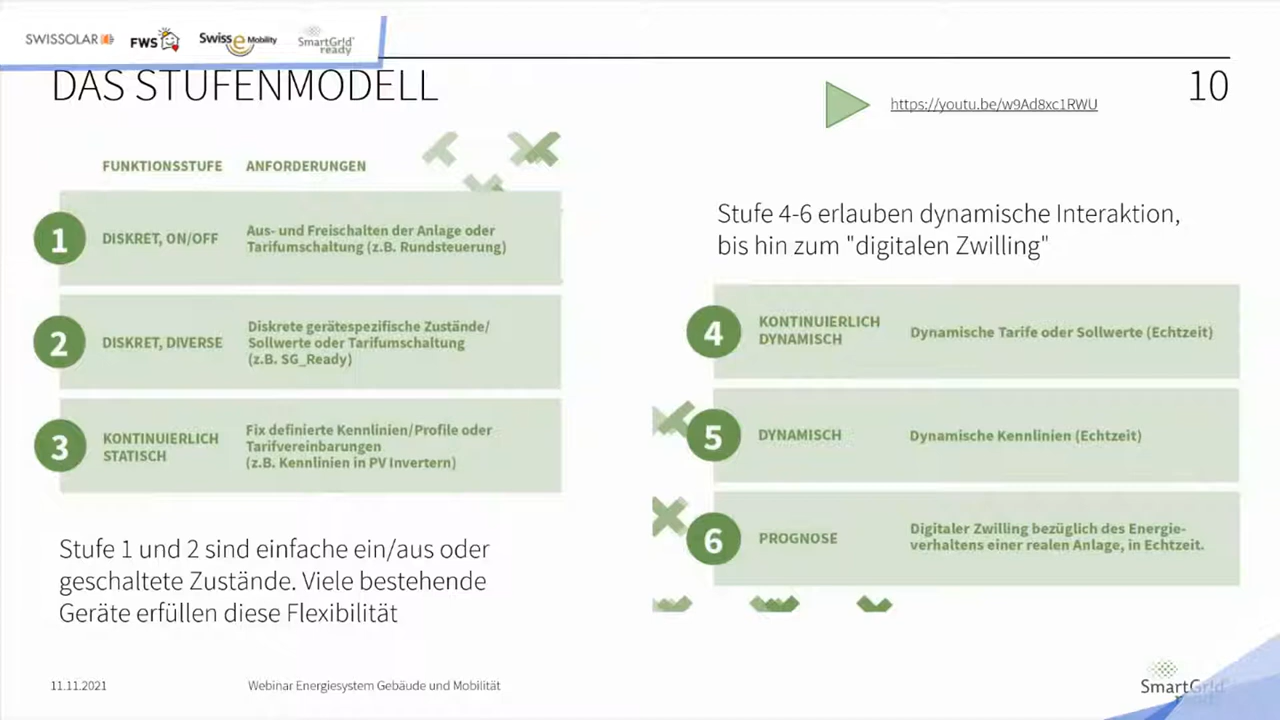 SWISSOLAR
FWS
Swiss e Mobility
SmartGrid
ready
DAS STUFENMODELL
10
https://youtu.be/w9Ad8xc1RWU
FUNKTIONSSTUFE ANFORDERUNGEN
1
DISKRET, ON/OFF
Aus- und Freischalten der Anlage oder
Tarifumschaltung (z.B. Rundsteuerung)
2
DISKRET, DIVERSE
Diskrete gerätespezifische Zustände/
Sollwerte oder Tarifumschaltung
(z.B. SG_Ready)
3
KONTINUIERLICH
STATISCH
Fix definierte Kennlinien/Profile oder
Tarifvereinbarungen
(z.B. Kennlinien in PV Invertern)
Stufe 1 und 2 sind einfache ein/aus oder
geschaltete Zustände. Viele bestehende
Geräte erfüllen diese Flexibilität
Stufe 4-6 erlauben dynamische Interaktion,
bis hin zum "digitalen Zwilling"
4
KONTINUIERLICH
DYNAMISCH
Dynamische Tarife oder Sollwerte (Echtzeit)
5
DYNAMISCH
Dynamische Kennlinien (Echtzeit)
6
PROGNOSE
Digitaler Zwilling bezüglich des Energie-
verhaltens einer realen Anlage, in Echtzeit.
11.11.2021
Webinar Energiesystem Gebäude und Mobilität
SmartGrid
ready